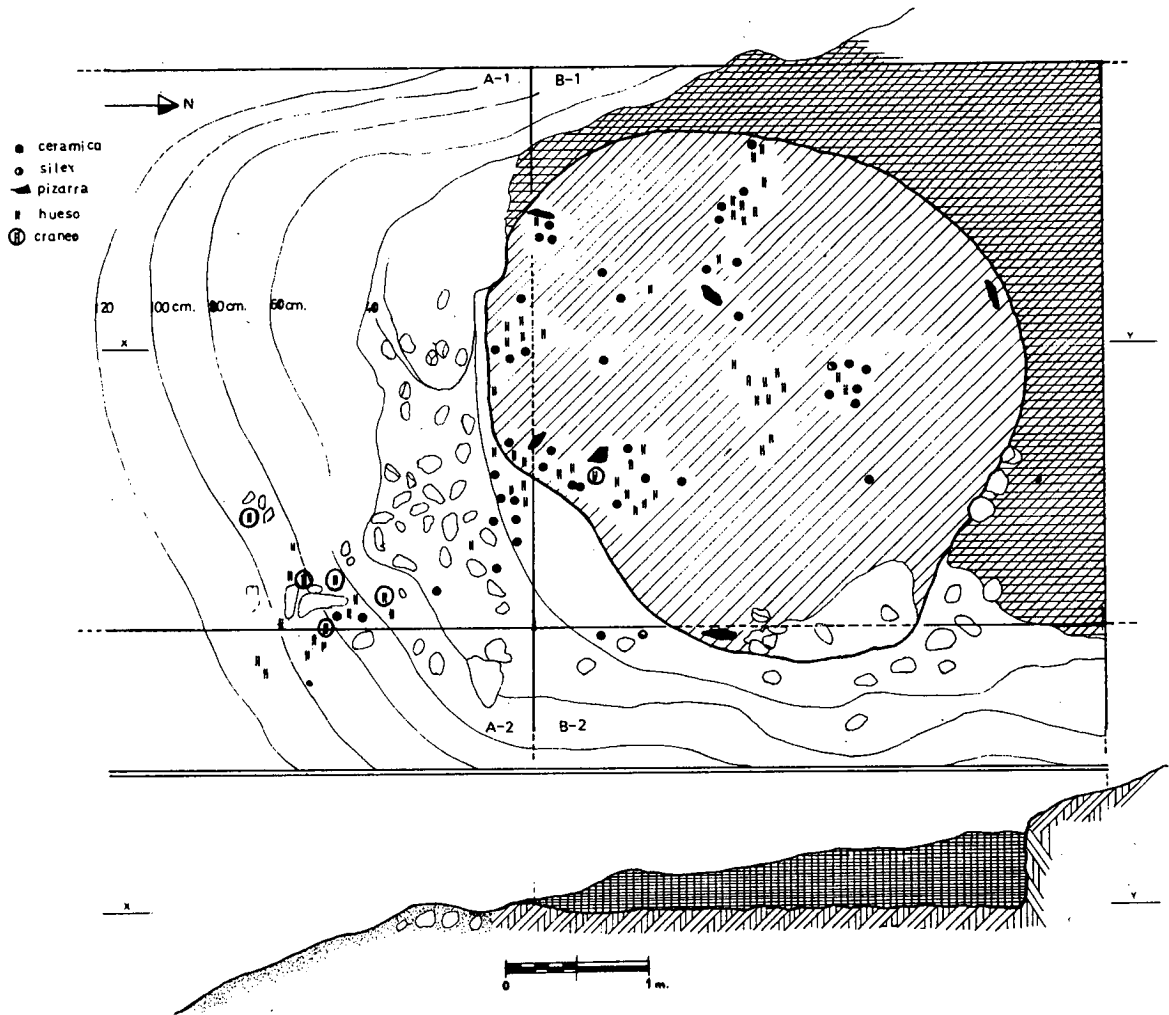 A-1 B-1
N
ceramica
silex
pizarra
hueso
craneo
120 100 cm. 80 cm. 60 cm. 40
X Y
A-2 B-2
X Y
0 1 m.